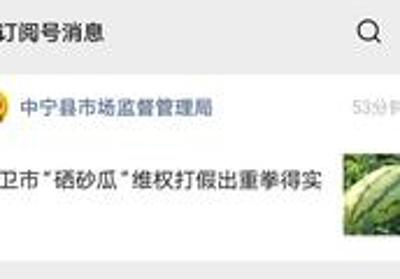 订阅号消息
中宁县市场监督管理局
53分
卫市“硒砂瓜”维权打假出重拳得实